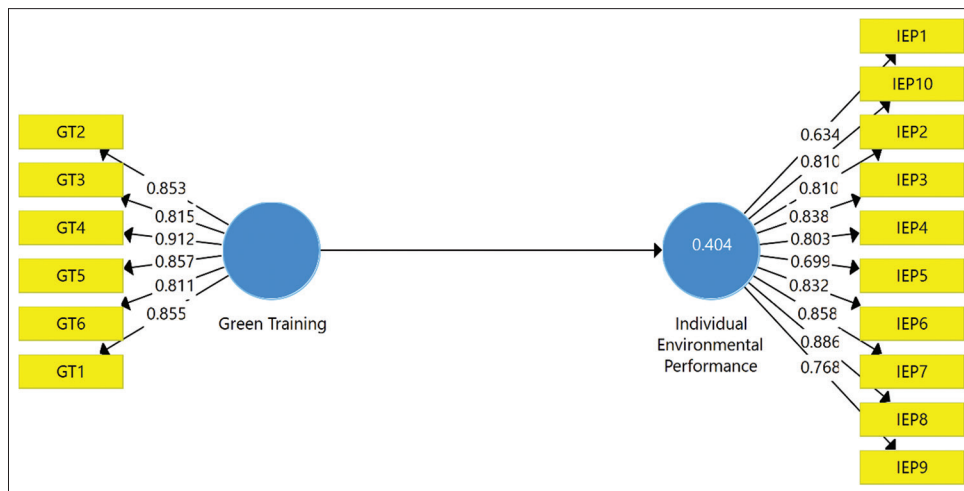 GT2
GT3
GT4
GT5
GT6
GT1
0.853
0.815
0.912
0.857
0.811
0.855
Green Training
0.404
Individual
Environmental
Performance
0.634
0.810
0.810
0.838
0.803
0.699
0.832
0.858
0.886
0.768
IEP1
IEP10
IEP2
IEP3
IEP4
IEP5
IEP6
IEP7
IEP8
IEP9